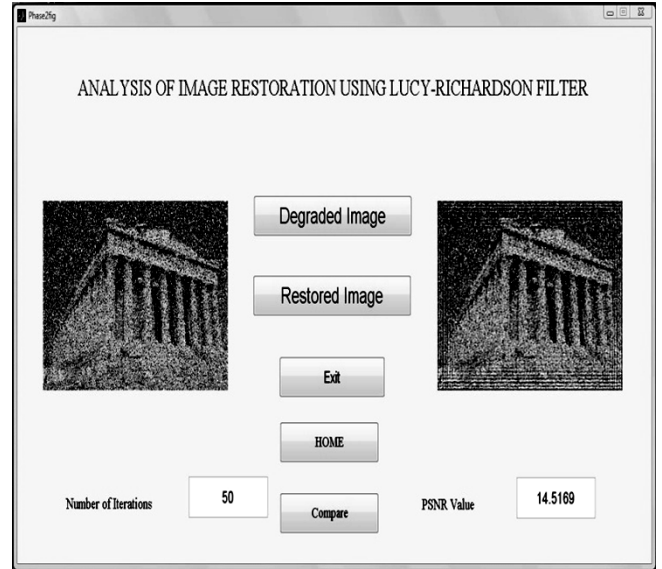 Phase2fig
ANALYSIS OF IMAGE RESTORATION USING LUCY-RICHARDSON FILTER
Degraded Image
Restored Image
Exit
HOME
Number of Iterations
50
Compare
PSNR Value
14.5169